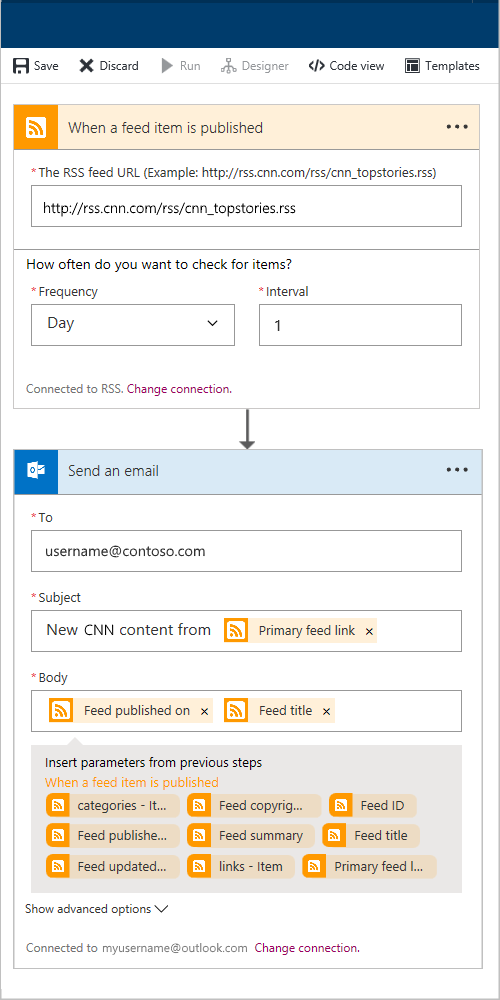 Save Discard Run Designer Code view Templates
When a feed item is published
* The RSS feed URL (Example: http://rss.cnn.com/rss/cnn_topstories.rss)
http://rss.cnn.com/rss/cnn_topstories.rss
How often do you want to check for items?
* Frequency * Interval
Day 1
Connected to RSS. Change connection.
Send an email
* To
username@contoso.com
* Subject
New CNN content from Primary feed link ×
* Body
Feed published on × Feed title ×
Insert parameters from previous steps
When a feed item is published
categories - It... Feed copyrig... Feed ID
Feed publishe... Feed summary Feed title
Feed updated... links - Item Primary feed l...
Show advanced options
Connected to myusername@outlook.com Change connection.